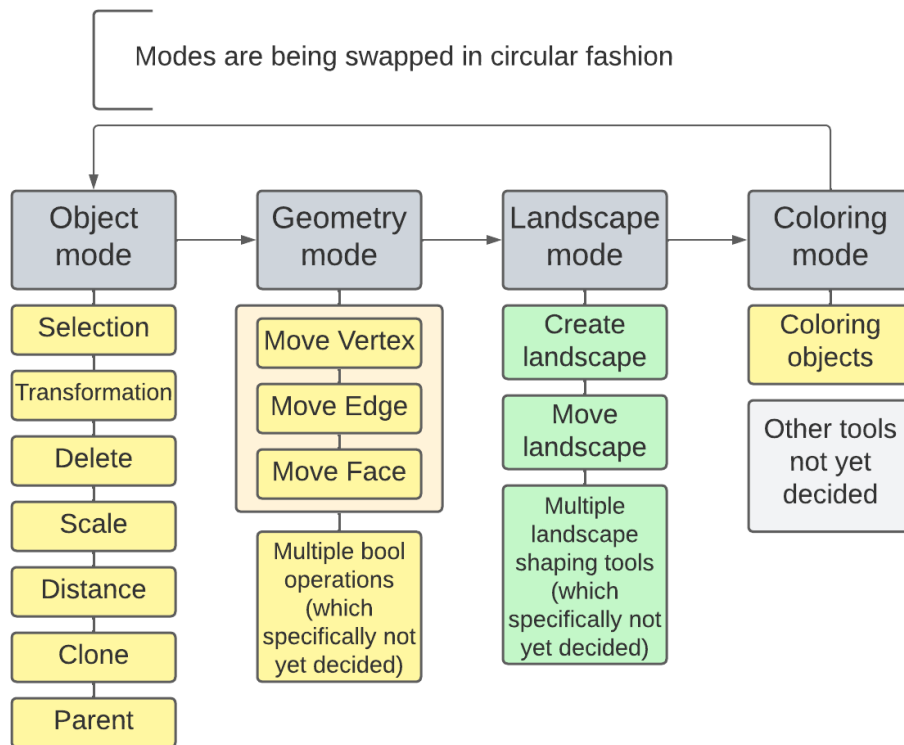 Modes are being swapped in circular fashion
Object
mode
Geometry
mode
Landscape
mode
Coloring
mode
Selection
Transformation
Delete
Scale
Distance
Clone
Parent
Move Vertex
Move Edge
Move Face
Multiple bool
operations
(which
specifically not
yet decided)
Create
landscape
Move
landscape
Multiple
landscape
shaping tools
(which
specifically not
yet decided)
Coloring
objects
Other tools
not yet
decided